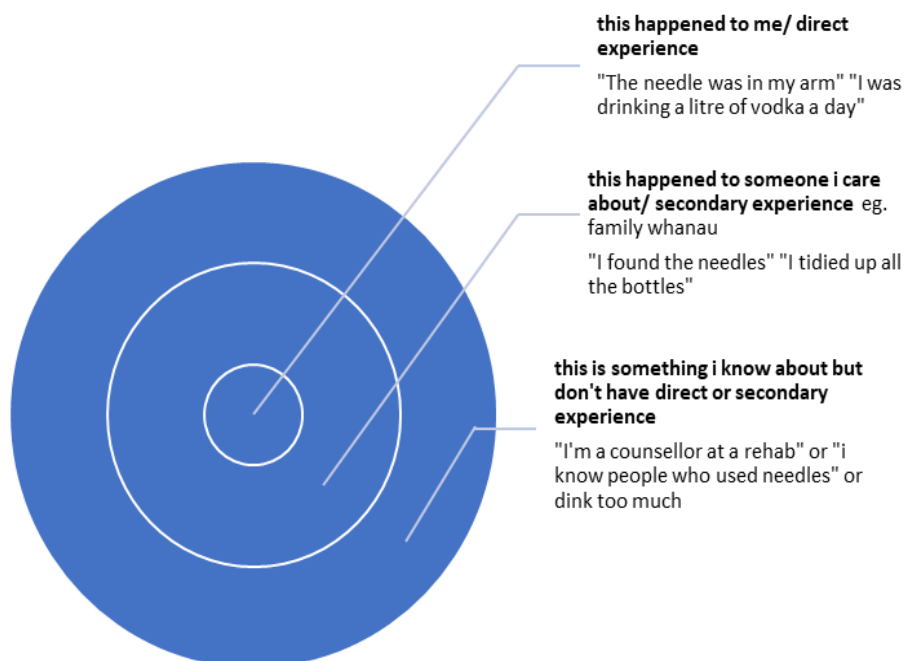 this happened to me/ direct
experience
"The needle was in my arm" "I was
drinking a litre of vodka a day"
this happened to someone i care
about/ secondary experience eg.
family whanau
"I found the needles" "I tidied up all
the bottles"
this is something i know about but
don't have direct or secondary
experience
"I'm a counsellor at a rehab" or "i
know people who used needles" or
dink too much